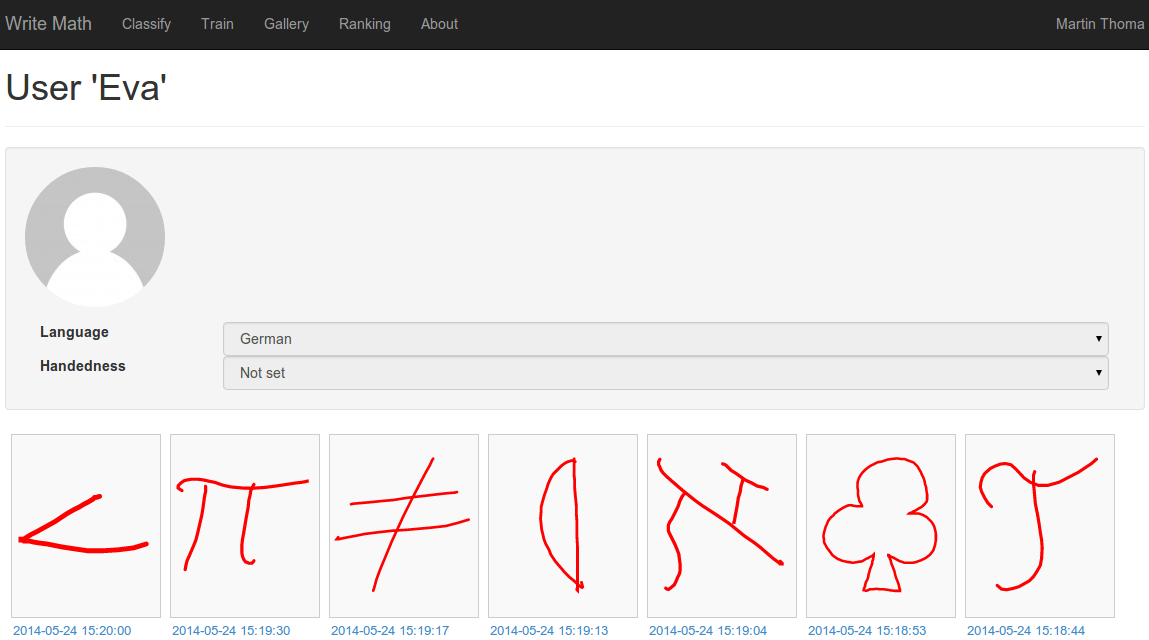 Write Math Classify Train Gallery Ranking About Martin Thoma
User 'Eva'
Language German
Handedness Not set
< π ≠ ℵ ♣
2014-05-24 15:20:00 2014-05-24 15:19:30 2014-05-24 15:19:17 2014-05-24 15:19:13 2014-05-24 15:19:04 2014-05-24 15:18:53 2014-05-24 15:18:44